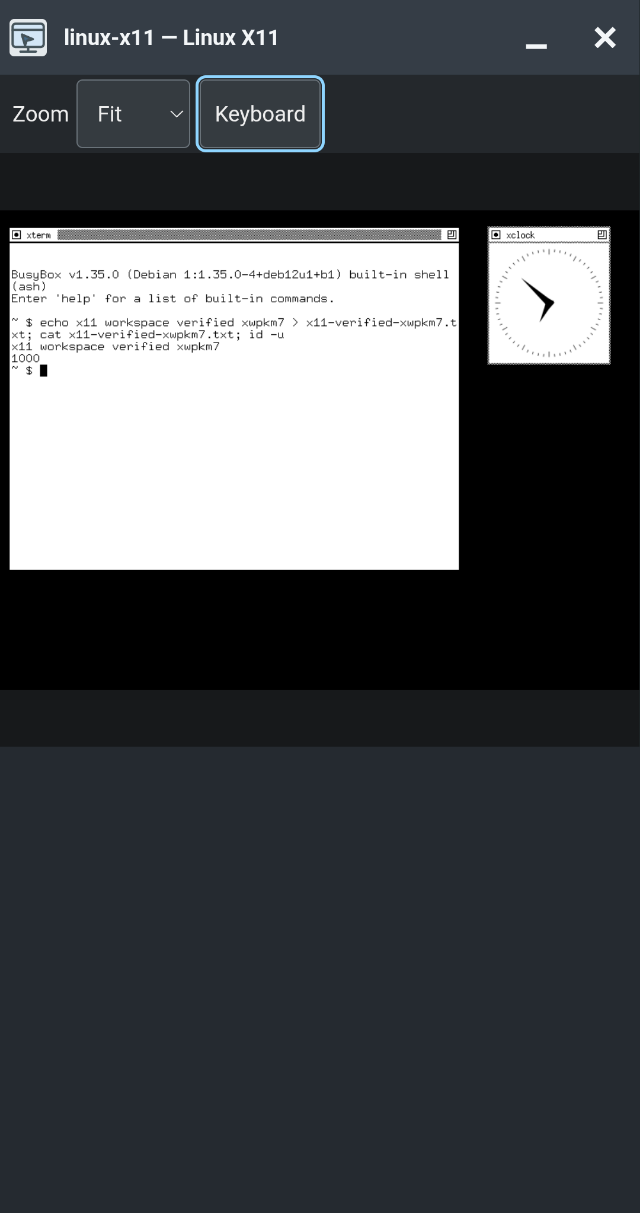 linux-x11 — Linux X11
Zoom
Fit
Keyboard
xterm
xclock
BusyBox v1.35.0 (Debian 1:1.35.0-4+deb12u1+b1) built-in shell
(ash)
Enter 'help' for a list of built-in commands.
~ $ echo x11 workspace verified xwpkm7 > x11-verified-xwpkm7.t
xt; cat x11-verified-xwpkm7.txt; id -u
x11 workspace verified xwpkm7
1000
~ $